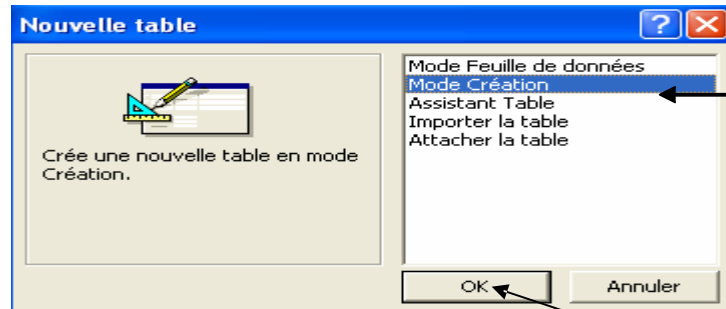 Nouvelle table
Crée une nouvelle table en mode
Création.
Mode Feuille de données
Mode Création
Assistant Table
Importer la table
Attacher la table
OK
Annuler